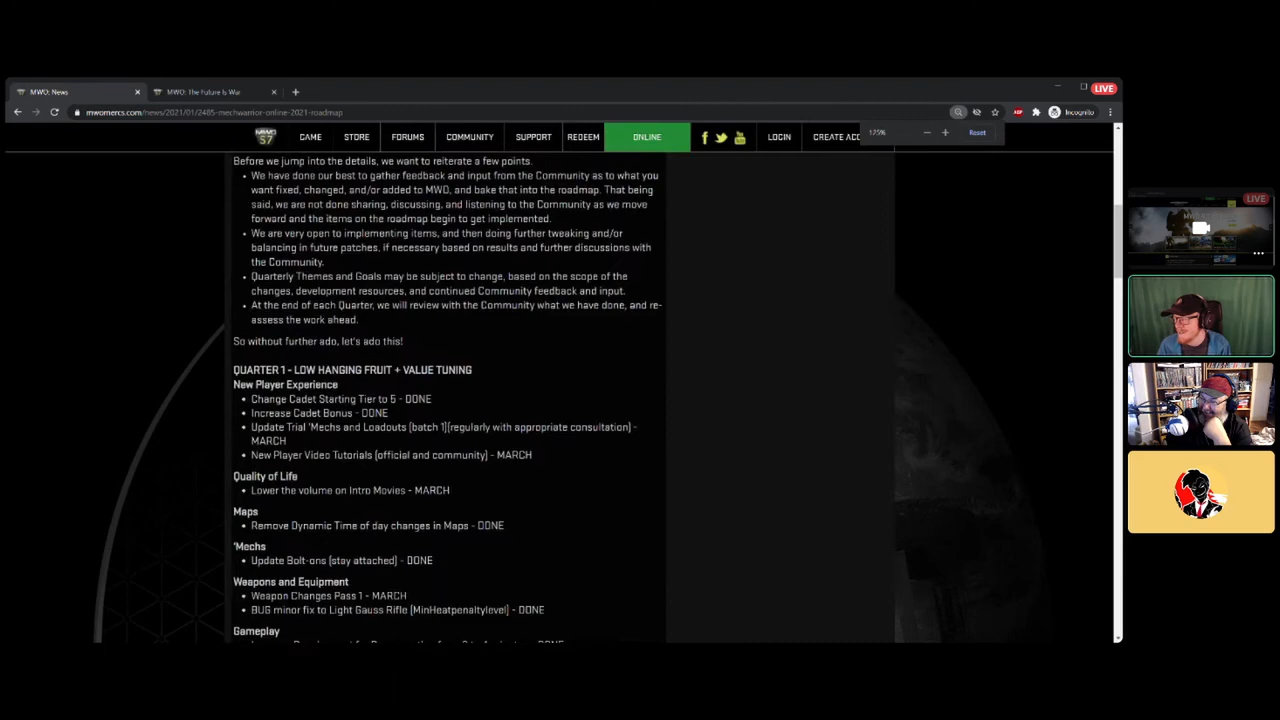 MWO: News
MWO: The Future Is War
LIVE
mwomercs.com/news/2021/01/2485-mechwarrior-online-2021-roadmap
Incognito
MWO
57
GAME STORE FORUMS COMMUNITY SUPPORT REDEEM ONLINE LOGIN CREATE ACC
175% Reset
Before we jump into the details, we want to reiterate a few points.
• We have done our best to gather feedback and input from the Community as to what you
want fixed, changed, and/or added to MWO, and bake that into the roadmap. That being
said, we are not done sharing, discussing, and listening to the Community as we move
forward and the items on the roadmap begin to get implemented.
• We are very open to implementing items, and then doing further tweaking and/or
balancing in future patches, if necessary based on results and further discussions with
the Community.
• Quarterly Themes and Goals may be subject to change, based on the scope of the
changes, development resources, and continued Community feedback and input.
• At the end of each Quarter, we will review with the Community what we have done, and re-
assess the work ahead.
So without further ado, let's ado this!
QUARTER 1 - LOW HANGING FRUIT + VALUE TUNING
New Player Experience
• Change Cadet Starting Tier to 5 - DONE
• Increase Cadet Bonus - DONE
• Update Trial 'Mechs and Loadouts (batch 1)(regularly with appropriate consultation) -
MARCH
• New Player Video Tutorials (official and community) - MARCH
Quality of Life
• Lower the volume on Intro Movies - MARCH
Maps
• Remove Dynamic Time of day changes in Maps - DONE
'Mechs
• Update Bolt-ons (stay attached) - DONE
Weapons and Equipment
• Weapon Changes Pass 1 - MARCH
• BUG minor fix to Light Gauss Rifle (MinHeatpenaltylevel) - DONE
Gameplay
LIVE